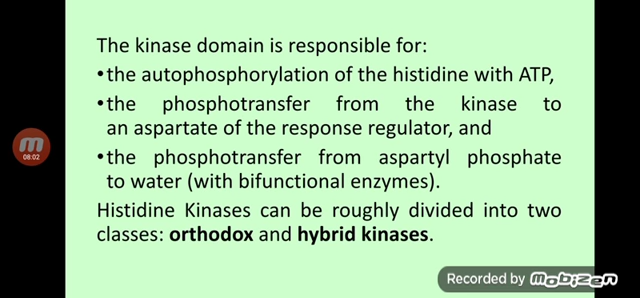 The kinase domain is responsible for:
•the autophosphorylation of the histidine with ATP,
•the phosphotransfer from the kinase to
an aspartate of the response regulator, and
•the phosphotransfer from aspartyl phosphate
to water (with bifunctional enzymes).
Histidine Kinases can be roughly divided into two
classes: orthodox and hybrid kinases.
m
08:02
Recorded by mobizen